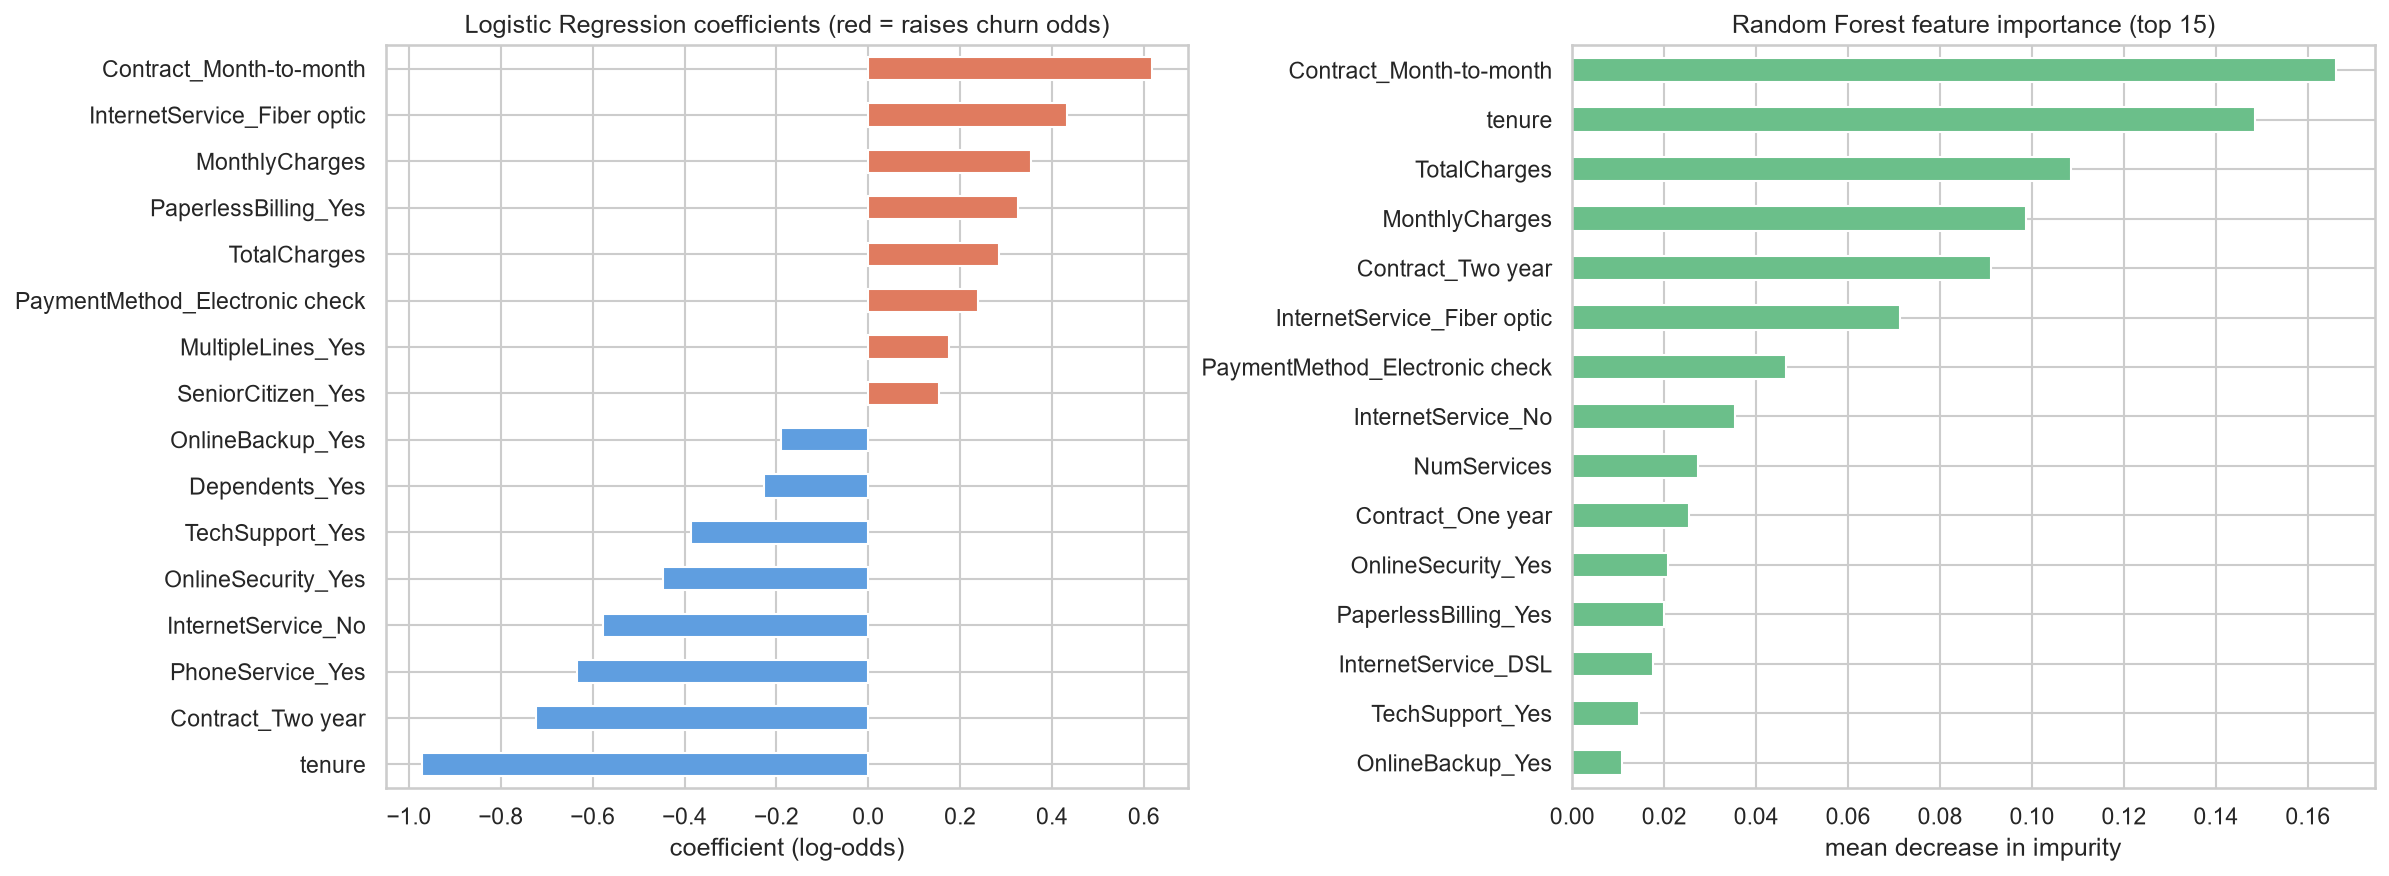 Logistic Regression coefficients (red = raises churn odds)
Contract_Month-to-month
InternetService_Fiber optic
MonthlyCharges
PaperlessBilling_Yes
TotalCharges
PaymentMethod_Electronic check
MultipleLines_Yes
SeniorCitizen_Yes
OnlineBackup_Yes
Dependents_Yes
TechSupport_Yes
OnlineSecurity_Yes
InternetService_No
PhoneService_Yes
Contract_Two year
tenure
−1.0 −0.8 −0.6 −0.4 −0.2 0.0 0.2 0.4 0.6
coefficient (log-odds)
Random Forest feature importance (top 15)
Contract_Month-to-month
tenure
TotalCharges
MonthlyCharges
Contract_Two year
InternetService_Fiber optic
PaymentMethod_Electronic check
InternetService_No
NumServices
Contract_One year
OnlineSecurity_Yes
PaperlessBilling_Yes
InternetService_DSL
TechSupport_Yes
OnlineBackup_Yes
0.00 0.02 0.04 0.06 0.08 0.10 0.12 0.14 0.16
mean decrease in impurity